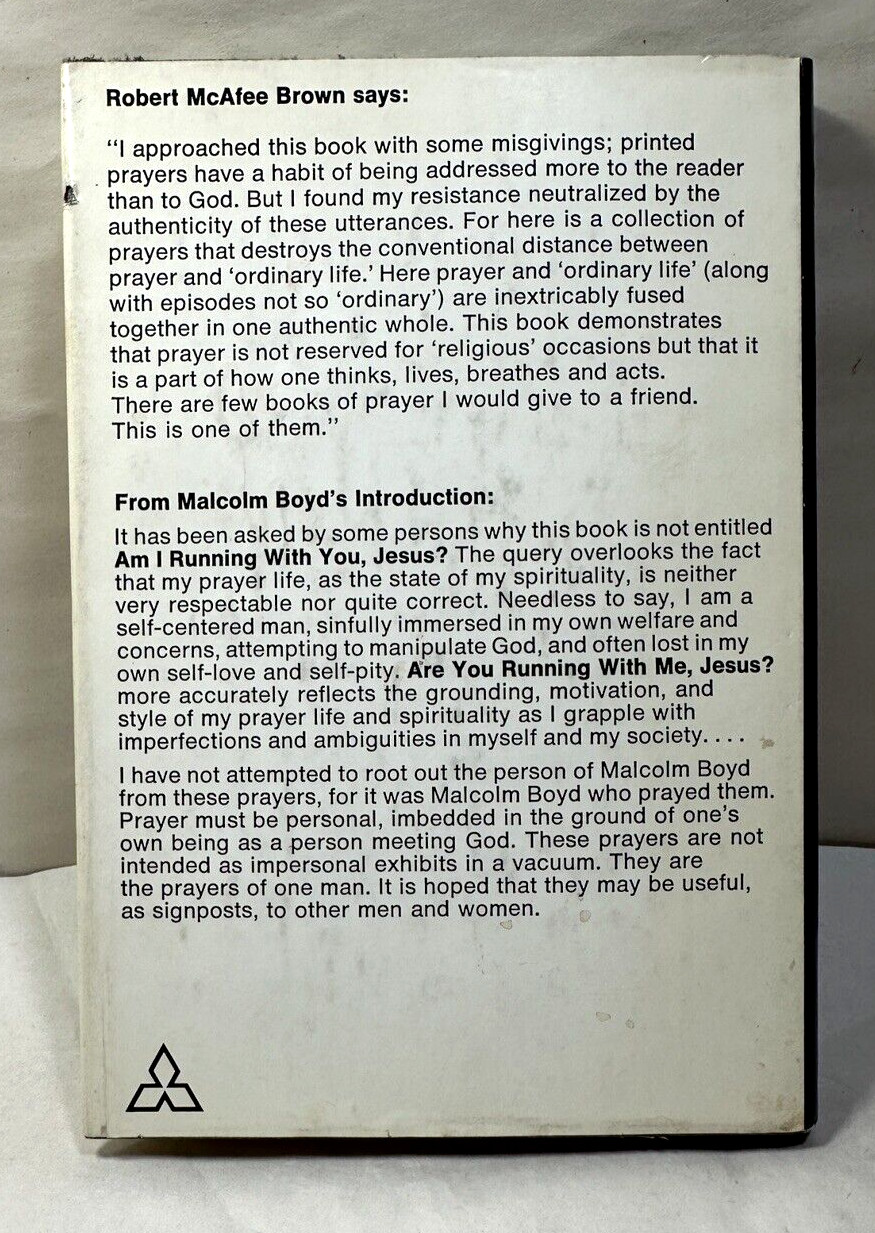 Robert McAfee Brown says:
“I approached this book with some misgivings; printed
prayers have a habit of being addressed more to the reader
than to God. But I found my resistance neutralized by the
authenticity of these utterances. For here is a collection of
prayers that destroys the conventional distance between
prayer and ‘ordinary life.’ Here prayer and ‘ordinary life’ (along
with episodes not so ‘ordinary’) are inextricably fused
together in one authentic whole. This book demonstrates
that prayer is not reserved for ‘religious’ occasions but that it
is a part of how one thinks, lives, breathes and acts.
There are few books of prayer I would give to a friend.
This is one of them.”
From Malcolm Boyd’s Introduction:
It has been asked by some persons why this book is not entitled
Am I Running With You, Jesus? The query overlooks the fact
that my prayer life, as the state of my spirituality, is neither
very respectable nor quite correct. Needless to say, I am a
self-centered man, sinfully immersed in my own welfare and
concerns, attempting to manipulate God, and often lost in my
own self-love and self-pity. Are You Running With Me, Jesus?
more accurately reflects the grounding, motivation, and
style of my prayer life and spirituality as I grapple with
imperfections and ambiguities in myself and my society. . . .
I have not attempted to root out the person of Malcolm Boyd
from these prayers, for it was Malcolm Boyd who prayed them.
Prayer must be personal, imbedded in the ground of one’s
own being as a person meeting God. These prayers are not
intended as impersonal exhibits in a vacuum. They are
the prayers of one man. It is hoped that they may be useful,
as signposts, to other men and women.